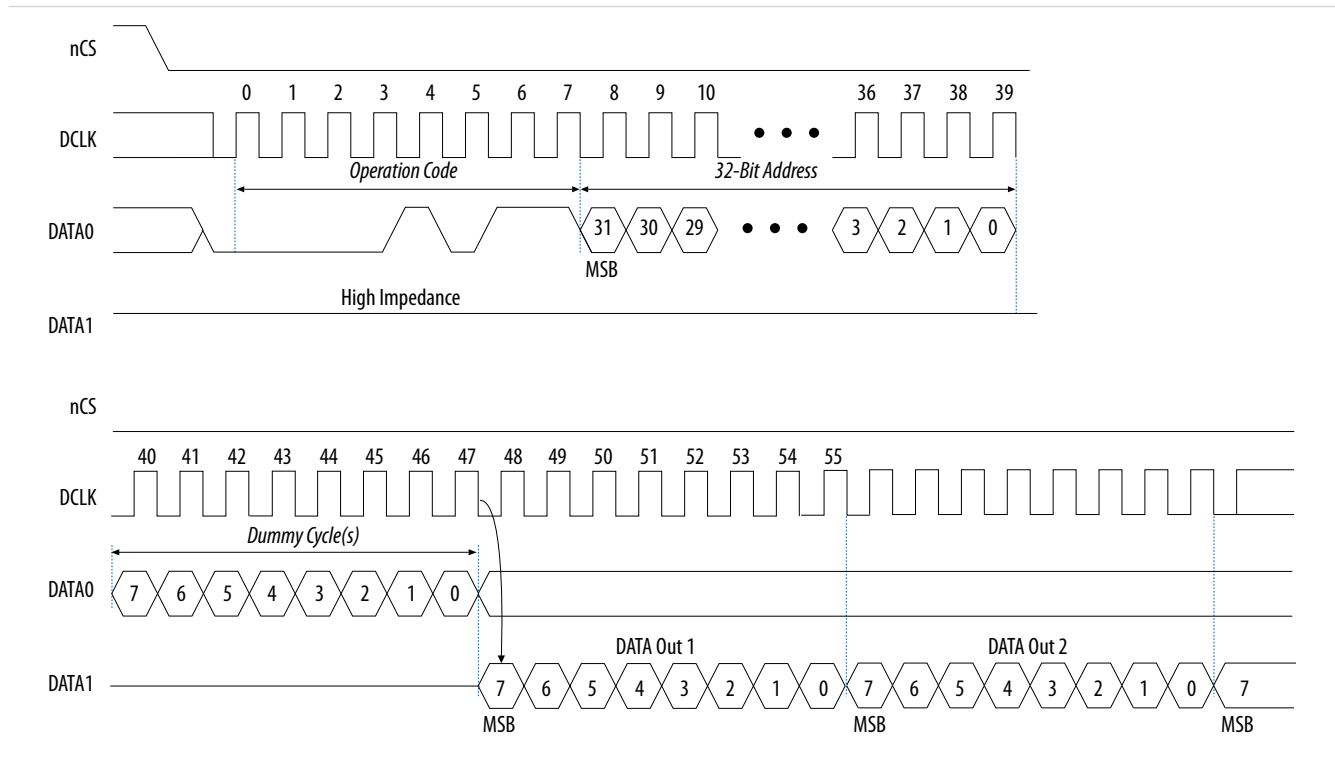 nCS
0 1 2 3 4 5 6 7 8 9 10 36 37 38 39
DCLK
Operation Code 32-Bit Address
DATA0 31 30 29 3 2 1 0
MSB
High Impedance
DATA1
nCS
40 41 42 43 44 45 46 47 48 49 50 51 52 53 54 55
DCLK
Dummy Cycle(s)
DATA0 7 6 5 4 3 2 1 0
DATA Out 1 DATA Out 2
DATA1 7 6 5 4 3 2 1 0 7 6 5 4 3 2 1 0 7
MSB MSB MSB